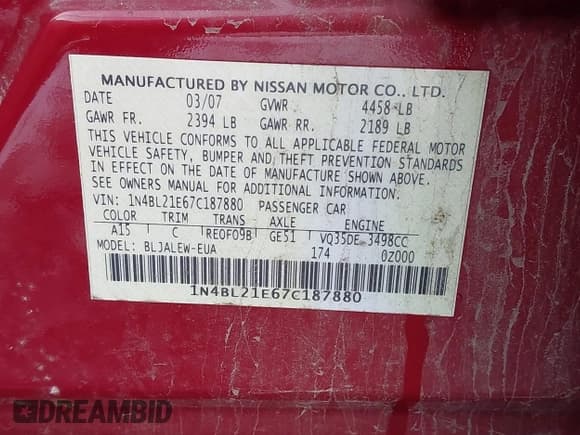 MANUFACTURED BY NISSAN MOTOR CO., LTD.
DATE 03/07 GVWR 4458 LB
GAWR FR. 2394 LB GAWR RR. 2189 LB
THIS VEHICLE CONFORMS TO ALL APPLICABLE FEDERAL MOTOR
VEHICLE SAFETY, BUMPER AND THEFT PREVENTION STANDARDS
IN EFFECT ON THE DATE OF MANUFACTURE SHOWN ABOVE.
SEE OWNERS MANUAL FOR ADDITIONAL INFORMATION.
VIN: 1N4BL21E67C187880 PASSENGER CAR
COLOR TRIM TRANS AXLE ENGINE
A15 C RE0F09B GE51 VQ35DE 3498CC
MODEL: BLJALEW-EUA 174 0Z000
1N4BL21E67C187880
DREAMBID